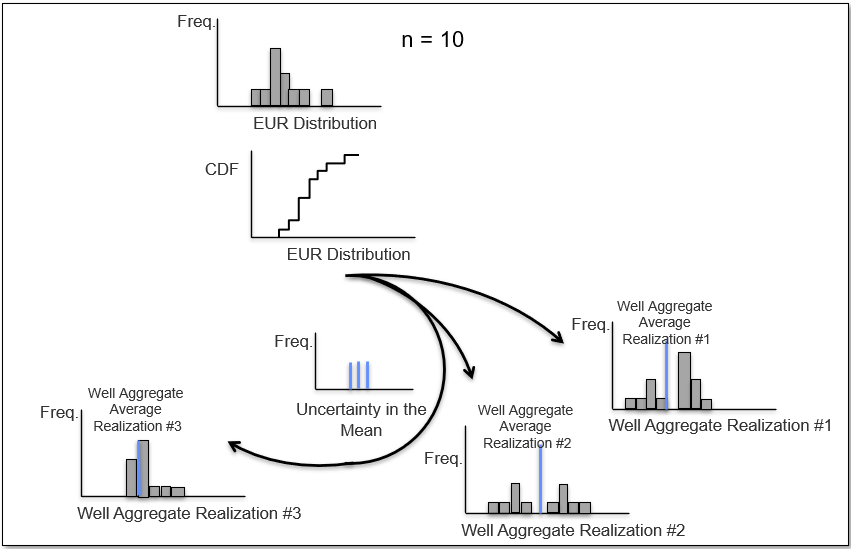 Freq.
n = 10
EUR Distribution
CDF
EUR Distribution
Well Aggregate
Average
Realization #1
Freq.
Well Aggregate Realization #1
Freq.
Uncertainty in the
Mean
Well Aggregate
Average
Realization #2
Freq.
Well Aggregate Realization #2
Well Aggregate
Average
Realization #3
Freq.
Well Aggregate Realization #3